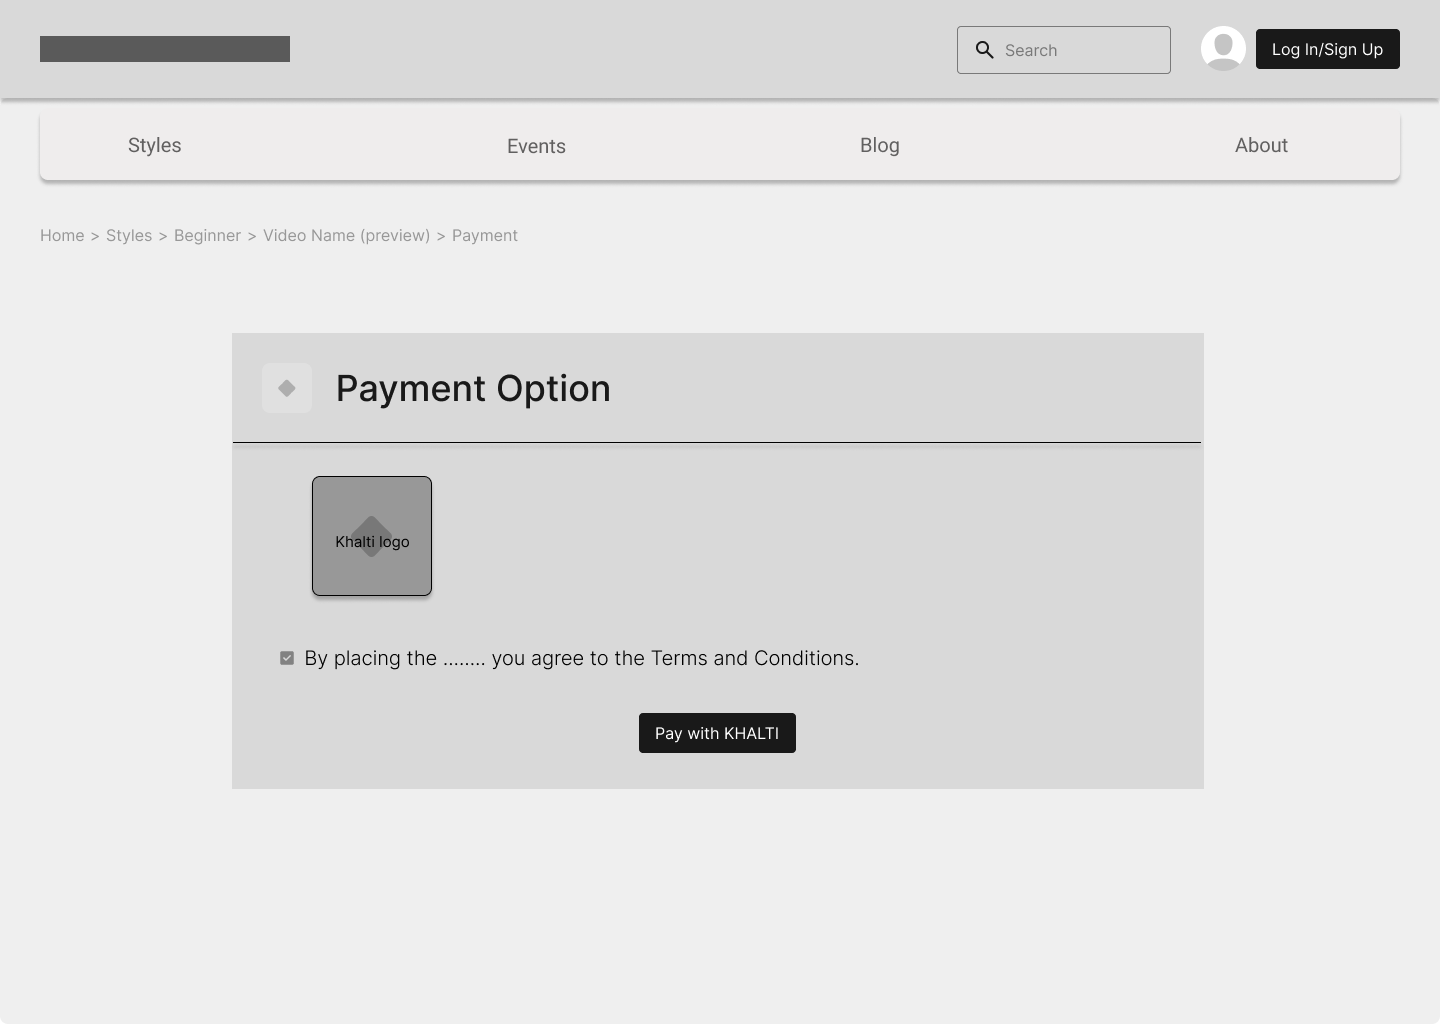 Search
Log In/Sign Up
Styles
Events
Blog
About
Home > Styles > Beginner > Video Name (preview) > Payment
Payment Option
Khalti logo
By placing the ........ you agree to the Terms and Conditions.
Pay with KHALTI